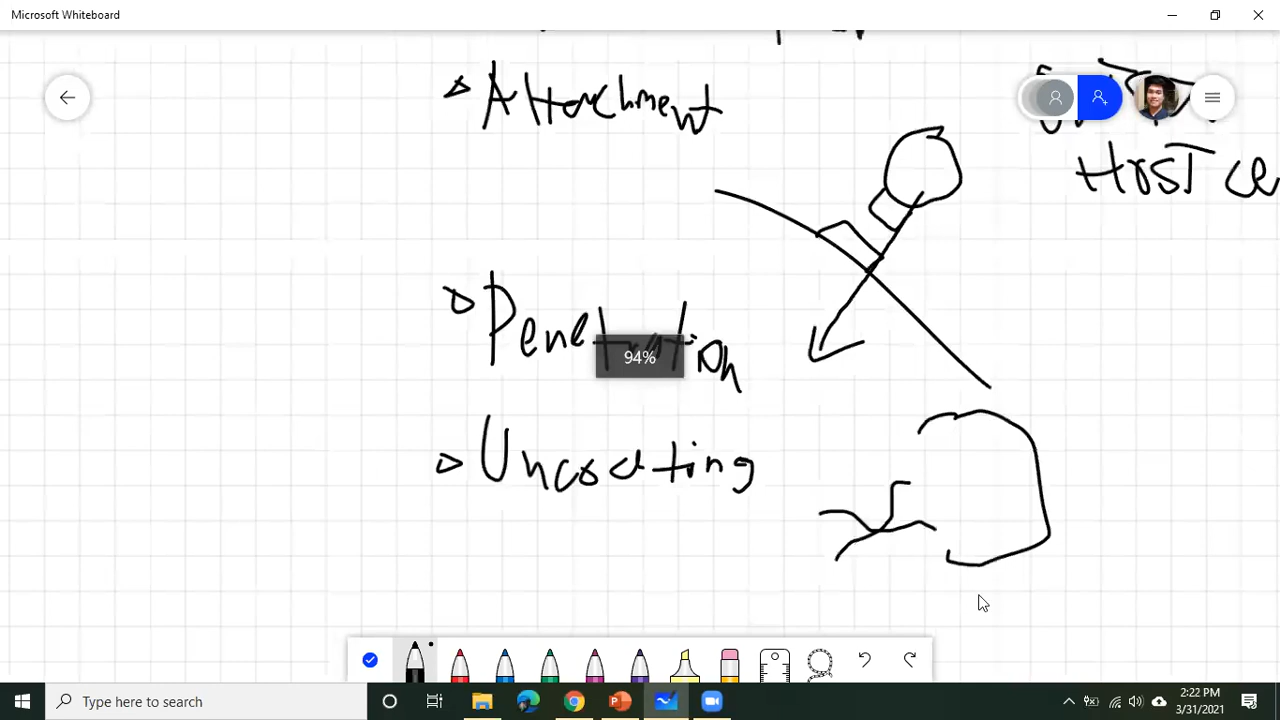 Microsoft Whiteboard
Attachment
Host ce
Penetration
94%
Uncoating
Type here to search
2:22 PM
3/31/2021